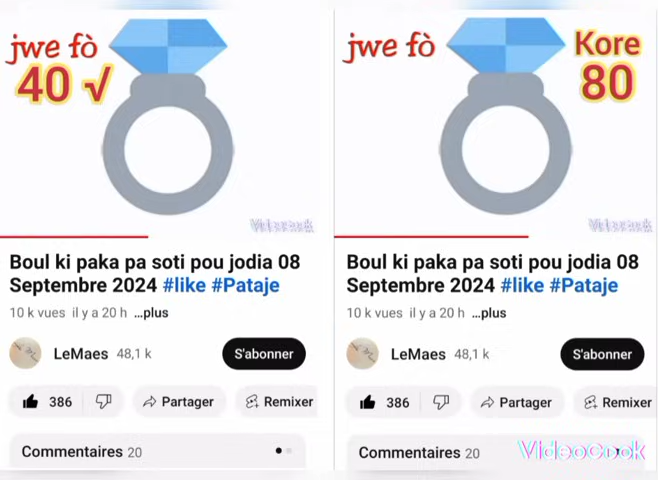 jwe fò
40 √
Videocook
Boul ki paka pa soti pou jodia 08
Septembre 2024 #like #Pataje
10 k vues il y a 20 h ...plus
LeMaes 48,1 k S'abonner
386 Partager Remixer
Commentaires 20
jwe fò
Kore
80
Videocook
Boul ki paka pa soti pou jodia 08
Septembre 2024 #like #Pataje
10 k vues il y a 20 h ...plus
LeMaes 48,1 k S'abonner
398 Partager Remixer
Commentaires 20
VideoCook